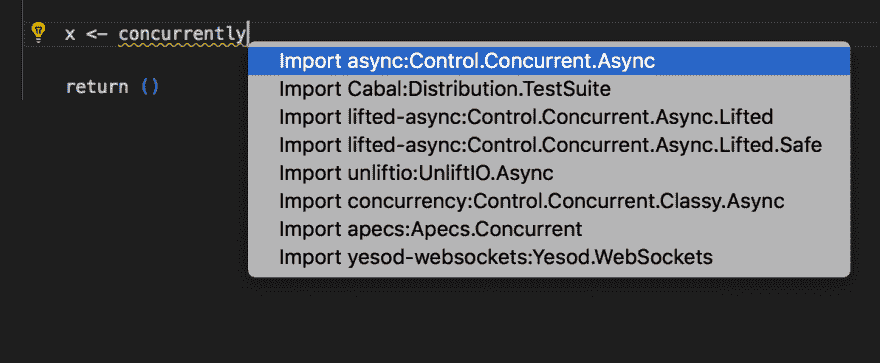 x <- concurrently
Import async:Control.Concurrent.Async
Import Cabal:Distribution.TestSuite
return ()
Import lifted-async:Control.Concurrent.Async.Lifted
Import lifted-async:Control.Concurrent.Async.Lifted.Safe
Import unliftio:UnliftIO.Async
Import concurrency:Control.Concurrent.Classy.Async
Import apecs:Apecs.Concurrent
Import yesod-websockets:Yesod.WebSockets